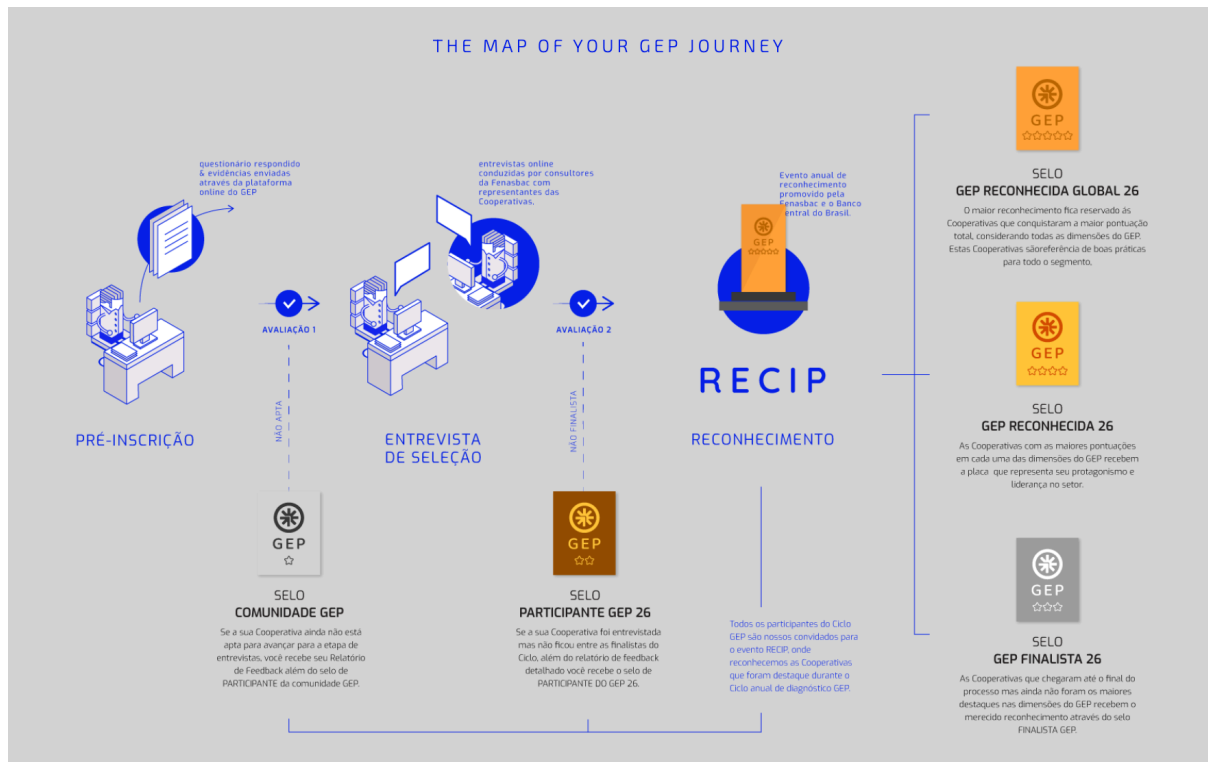 THE MAP OF YOUR GEP JOURNEY
questionário respondido
& evidências enviadas
através da plataforma
online do GEP
AVALIAÇÃO 1
NÃO APTA
PRÉ-INSCRIÇÃO
entrevistas online
conduzidas por consultores
da Fenasbac com
representantes das
Cooperativas.
AVALIAÇÃO 2
NÃO FINALISTA
ENTREVISTA
DE SELEÇÃO
Evento anual de
reconhecimento
promovido pela
Fenasbac e o Banco
Central do Brasil.
GEP
RECIP
RECONHECIMENTO
GEP
SELO
COMUNIDADE GEP
Se a sua Cooperativa ainda não está
apta para avançar para a etapa de
entrevistas, você recebe seu Relatório
de Feedback além do selo de
PARTICIPANTE da comunidade GEP.
GEP
SELO
PARTICIPANTE GEP 26
Se a sua Cooperativa foi entrevistada
mas não ficou entre as finalistas do
Ciclo, além do relatório de feedback
detalhado você recebe o selo de
PARTICIPANTE DO GEP 26.
Todos os participantes do Ciclo
GEP são nossos convidados para
o evento RECIP, onde
reconhecemos as Cooperativas
que foram destaque durante o
Ciclo anual de diagnóstico GEP.
GEP
SELO
GEP RECONHECIDA GLOBAL 26
O maior reconhecimento fica reservado às
Cooperativas que conquistaram a maior pontuação
total, considerando todas as dimensões do GEP.
Estas Cooperativas sãoreferência de boas práticas
para todo o segmento.
GEP
SELO
GEP RECONHECIDA 26
As Cooperativas com as maiores pontuações
em cada uma das dimensões do GEP recebem
a placa que representa seu protagonismo e
liderança no setor.
GEP
SELO
GEP FINALISTA 26
As Cooperativas que chegaram até o final do
processo mas ainda não foram os maiores
destaques nas dimensões do GEP recebem o
merecido reconhecimento através do selo
FINALISTA GEP.